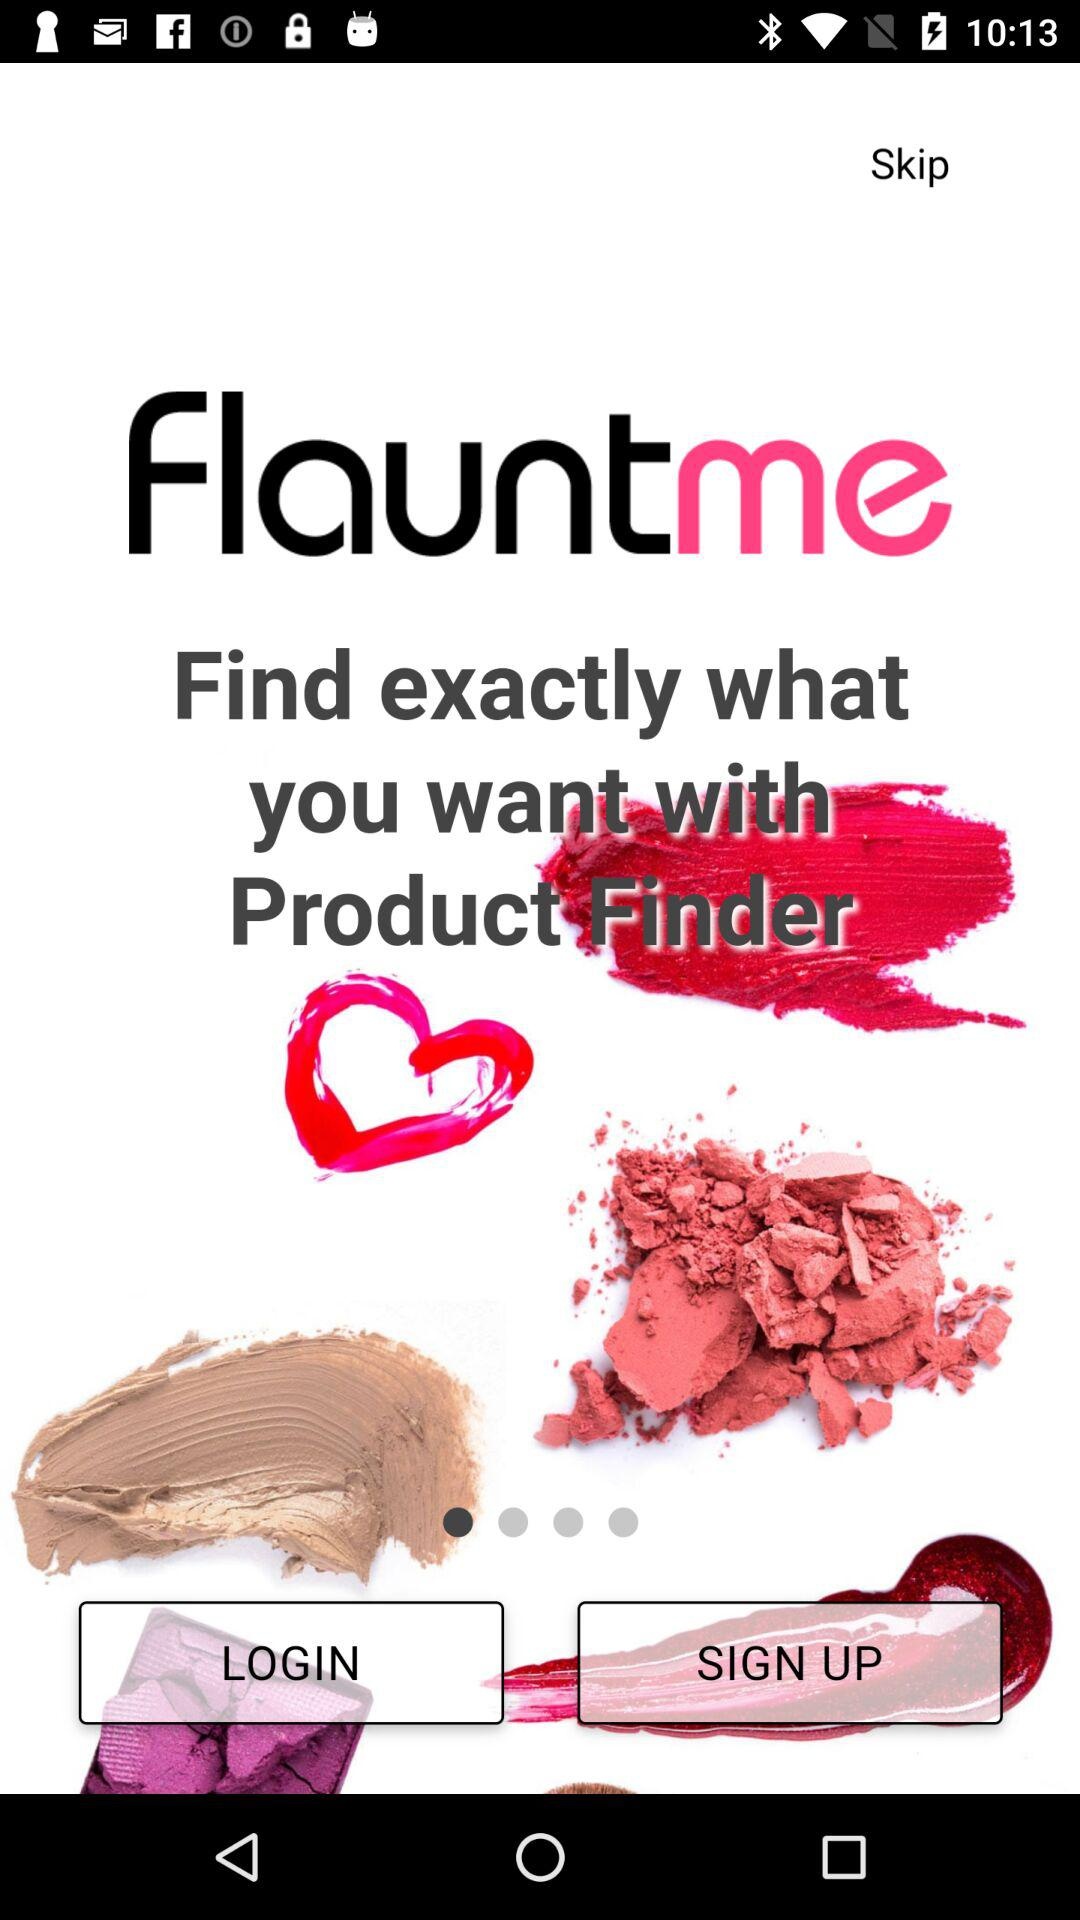 10:13
Skip
flauntme
Find exactly what
you want with
Product Finder
LOGIN
SIGN UP